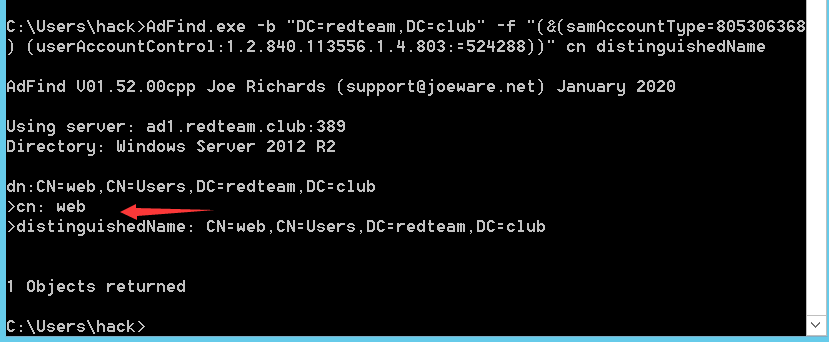 C:\Users\hack>AdFind.exe -b "DC=redteam,DC=club" -f "(&(samAccountType=805306368
) (userAccountControl:1.2.840.113556.1.4.803:=524288))" cn distinguishedName
AdFind V01.52.00cpp Joe Richards (support@joeware.net) January 2020
Using server: ad1.redteam.club:389
Directory: Windows Server 2012 R2
dn:CN=web,CN=Users,DC=redteam,DC=club
>cn: web
>distinguishedName: CN=web,CN=Users,DC=redteam,DC=club
1 Objects returned
C:\Users\hack>